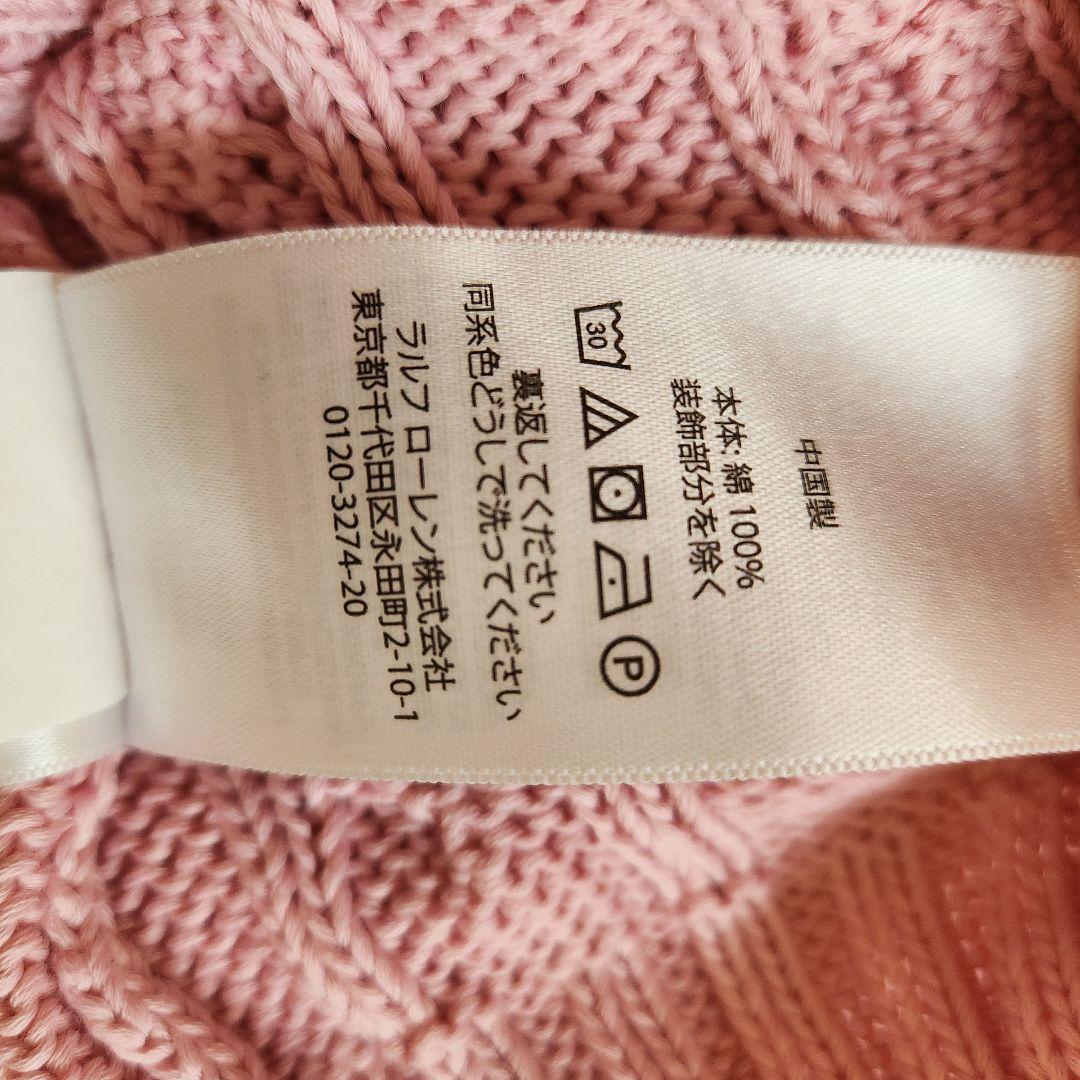 中国製
本体: 綿 100%
装飾部分を除く
30
P
裏返してください
同系色どうしで洗ってください
ラルフ ローレン株式会社
東京都千代田区永田町2-10-1
0120-3274-20